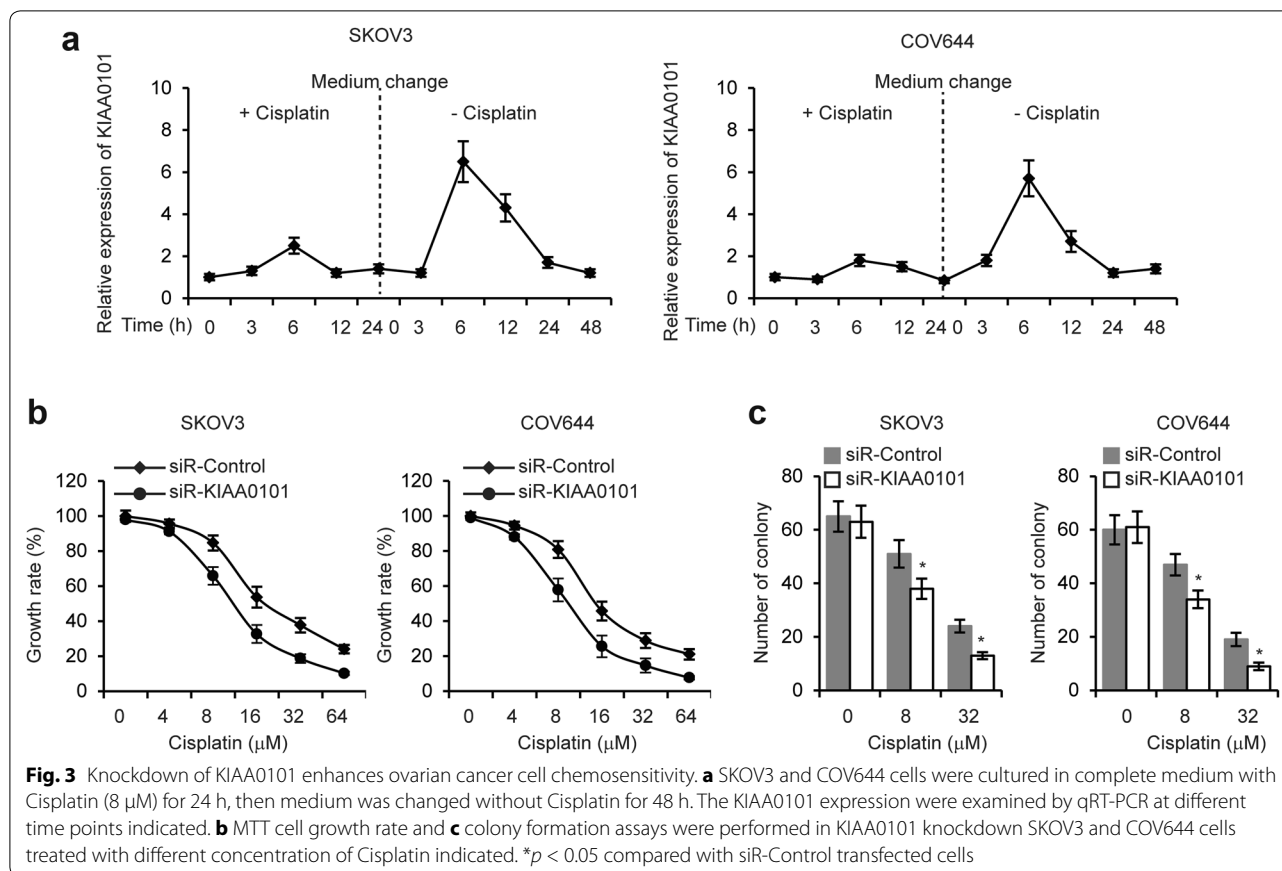 a
SKOV3
COV644
Relative expression of KIAA0101
10
8
6
4
2
0
Medium change
+ Cisplatin
- Cisplatin
Time (h)
0 3 6 12 24 0 3 6 12 24 48
Relative expression of KIAA0101
10
8
6
4
2
0
Medium change
+ Cisplatin
- Cisplatin
Time (h)
0 3 6 12 24 0 3 6 12 24 48
b
SKOV3
siR-Control
siR-KIAA0101
Growth rate (%)
120
100
80
60
40
20
0
0 4 8 16 32 64
Cisplatin (μM)
COV644
siR-Control
siR-KIAA0101
Growth rate (%)
120
100
80
60
40
20
0
0 4 8 16 32 64
Cisplatin (μM)
c
SKOV3
siR-Control
siR-KIAA0101
Number of conlony
80
60
40
20
0
*
*
0 8 32
Cisplatin (μM)
COV644
siR-Control
siR-KIAA0101
Number of conlony
80
60
40
20
0
*
*
0 8 32
Cisplatin (μM)
Fig. 3 Knockdown of KIAA0101 enhances ovarian cancer cell chemosensitivity. a SKOV3 and COV644 cells were cultured in complete medium with
Cisplatin (8 μM) for 24 h, then medium was changed without Cisplatin for 48 h. The KIAA0101 expression were examined by qRT-PCR at different
time points indicated. b MTT cell growth rate and c colony formation assays were performed in KIAA0101 knockdown SKOV3 and COV644 cells
treated with different concentration of Cisplatin indicated. *p < 0.05 compared with siR-Control transfected cells